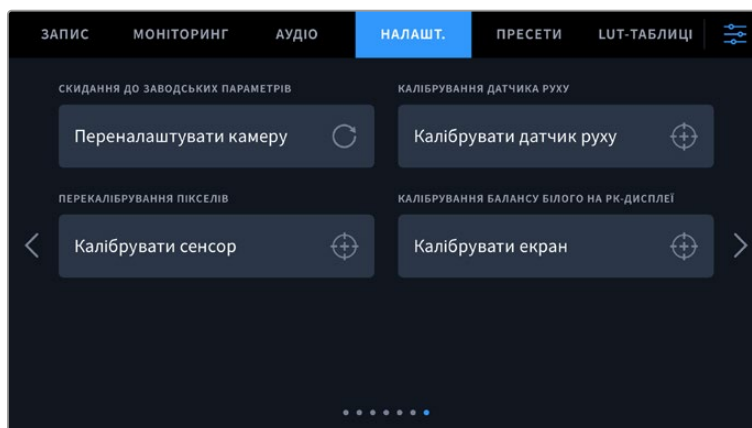 ЗАПИС МОНІТОРИНГ АУДІО НАЛАШТ. ПРЕСЕТИ LUT-ТАБЛИЦІ
СКИДАННЯ ДО ЗАВОДСЬКИХ ПАРАМЕТРІВ КАЛІБРУВАННЯ ДАТЧИКА РУХУ
Переналаштувати камеру Калібрувати датчик руху
ПЕРЕКАЛІБРУВАННЯ ПІКСЕЛІВ КАЛІБРУВАННЯ БАЛАНСУ БІЛОГО НА РК-ДИСПЛЕЇ
Калібрувати сенсор Калібрувати екран